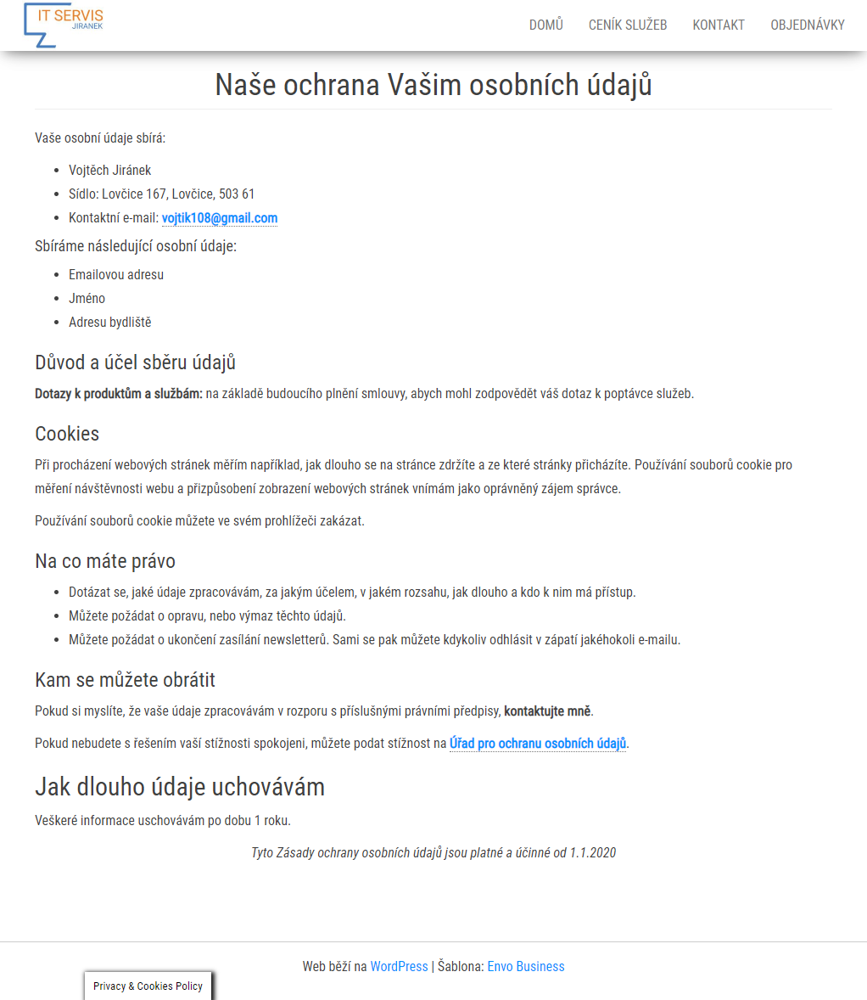 IT SERVIS
JIRANEK
DOMŮ CENÍK SLUŽEB KONTAKT OBJEDNÁVKY
Naše ochrana Vašim osobních údajů
Vaše osobní údaje sbírá:
Vojtěch Jiránek
Sídlo: Lovčice 167, Lovčice, 503 61
Kontaktní e-mail: vojtik108@gmail.com
Sbíráme následující osobní údaje:
Emailovou adresu
Jméno
Adresu bydliště
Důvod a účel sběru údajů
Dotazy k produktům a službám: na základě budoucího plnění smlouvy, abych mohl zodpovědět váš dotaz k poptávce služeb.
Cookies
Při procházení webových stránek měřím například, jak dlouho se na stránce zdržíte a ze které stránky přicházíte. Používání souborů cookie pro
měření návštěvnosti webu a přizpůsobení zobrazení webových stránek vnímám jako oprávněný zájem správce.
Používání souborů cookie můžete ve svém prohlížeči zakázat.
Na co máte právo
Dotázat se, jaké údaje zpracovávám, za jakým účelem, v jakém rozsahu, jak dlouho a kdo k nim má přístup.
Můžete požádat o opravu, nebo výmaz těchto údajů.
Můžete požádat o ukončení zasílání newsletterů. Sami se pak můžete kdykoliv odhlásit v zápatí jakéhokoli e-mailu.
Kam se můžete obrátit
Pokud si myslíte, že vaše údaje zpracovávám v rozporu s příslušnými právními předpisy, kontaktujte mně.
Pokud nebudete s řešením vaší stížnosti spokojeni, můžete podat stížnost na Úřad pro ochranu osobních údajů.
Jak dlouho údaje uchovávám
Veškeré informace uschovávám po dobu 1 roku.
Tyto Zásady ochrany osobních údajů jsou platné a účinné od 1.1.2020
Web běží na WordPress | Šablona: Envo Business
Privacy & Cookies Policy